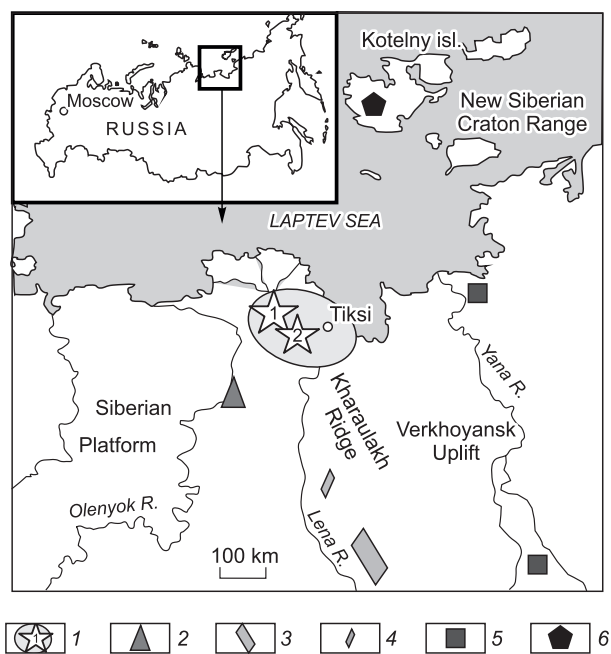 Kotelny isl.
Moscow
RUSSIA
New Siberian
Craton Range
LAPTEV SEA
1
2
Tiksi
Yana R.
Kharaulakh
Ridge
Siberian
Platform
Verkhoyansk
Uplift
Olenyok R.
Lena R.
100 km
1 1 2 3 4 5 6